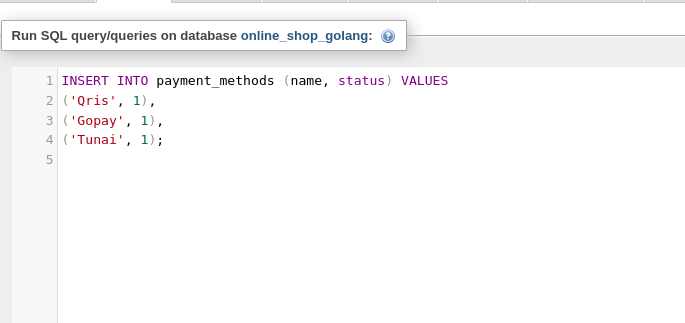 Run SQL query/queries on database online_shop_golang:
1 INSERT INTO payment_methods (name, status) VALUES
2 ('Qris', 1),
3 ('Gopay', 1),
4 ('Tunai', 1);
5